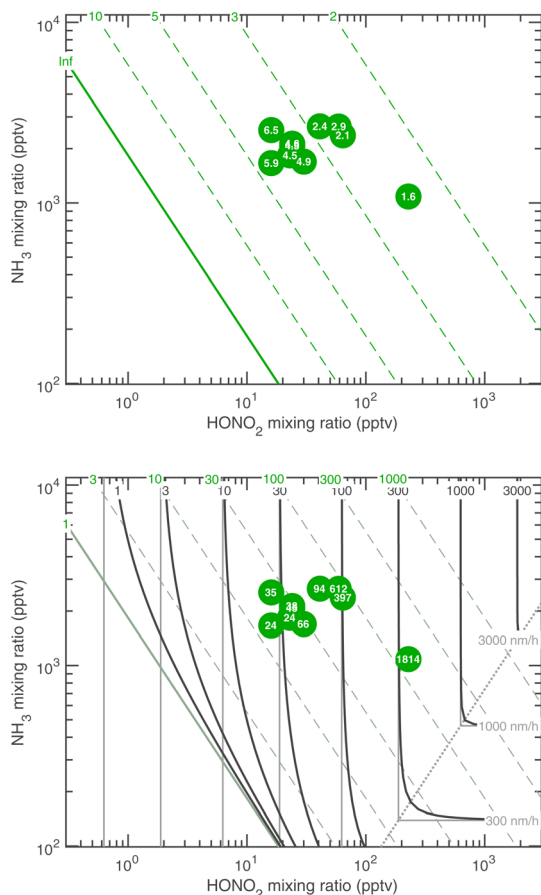 10 5 3 2
10⁴
Inf
2.4 2.9
6.5 2.1
4.5
5.9 4.9
10³
1.6
10²
10⁰ 10¹ 10² 10³
NH₃ mixing ratio (pptv)
HONO₂ mixing ratio (pptv)
3 10 30 100 300 1000
10⁴
1 3 10 30 100 300 1000 3000
1
35 94 612
397
24
24 66
3000 nm/h
10³
1814
1000 nm/h
300 nm/h
10²
10⁰ 10¹ 10² 10³
NH₃ mixing ratio (pptv)
HONO₂ mixing ratio (pptv)